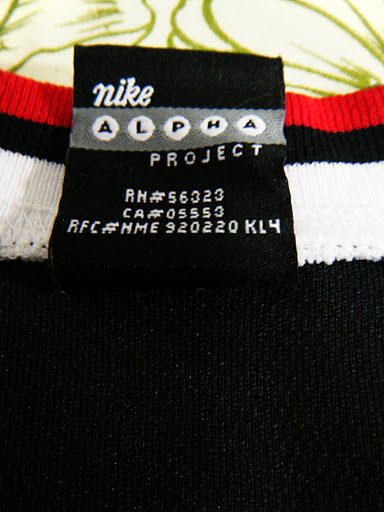 nike
ALPHA
PROJECT
RN#56323
CA#05553
RFC#NME 920220 KL4